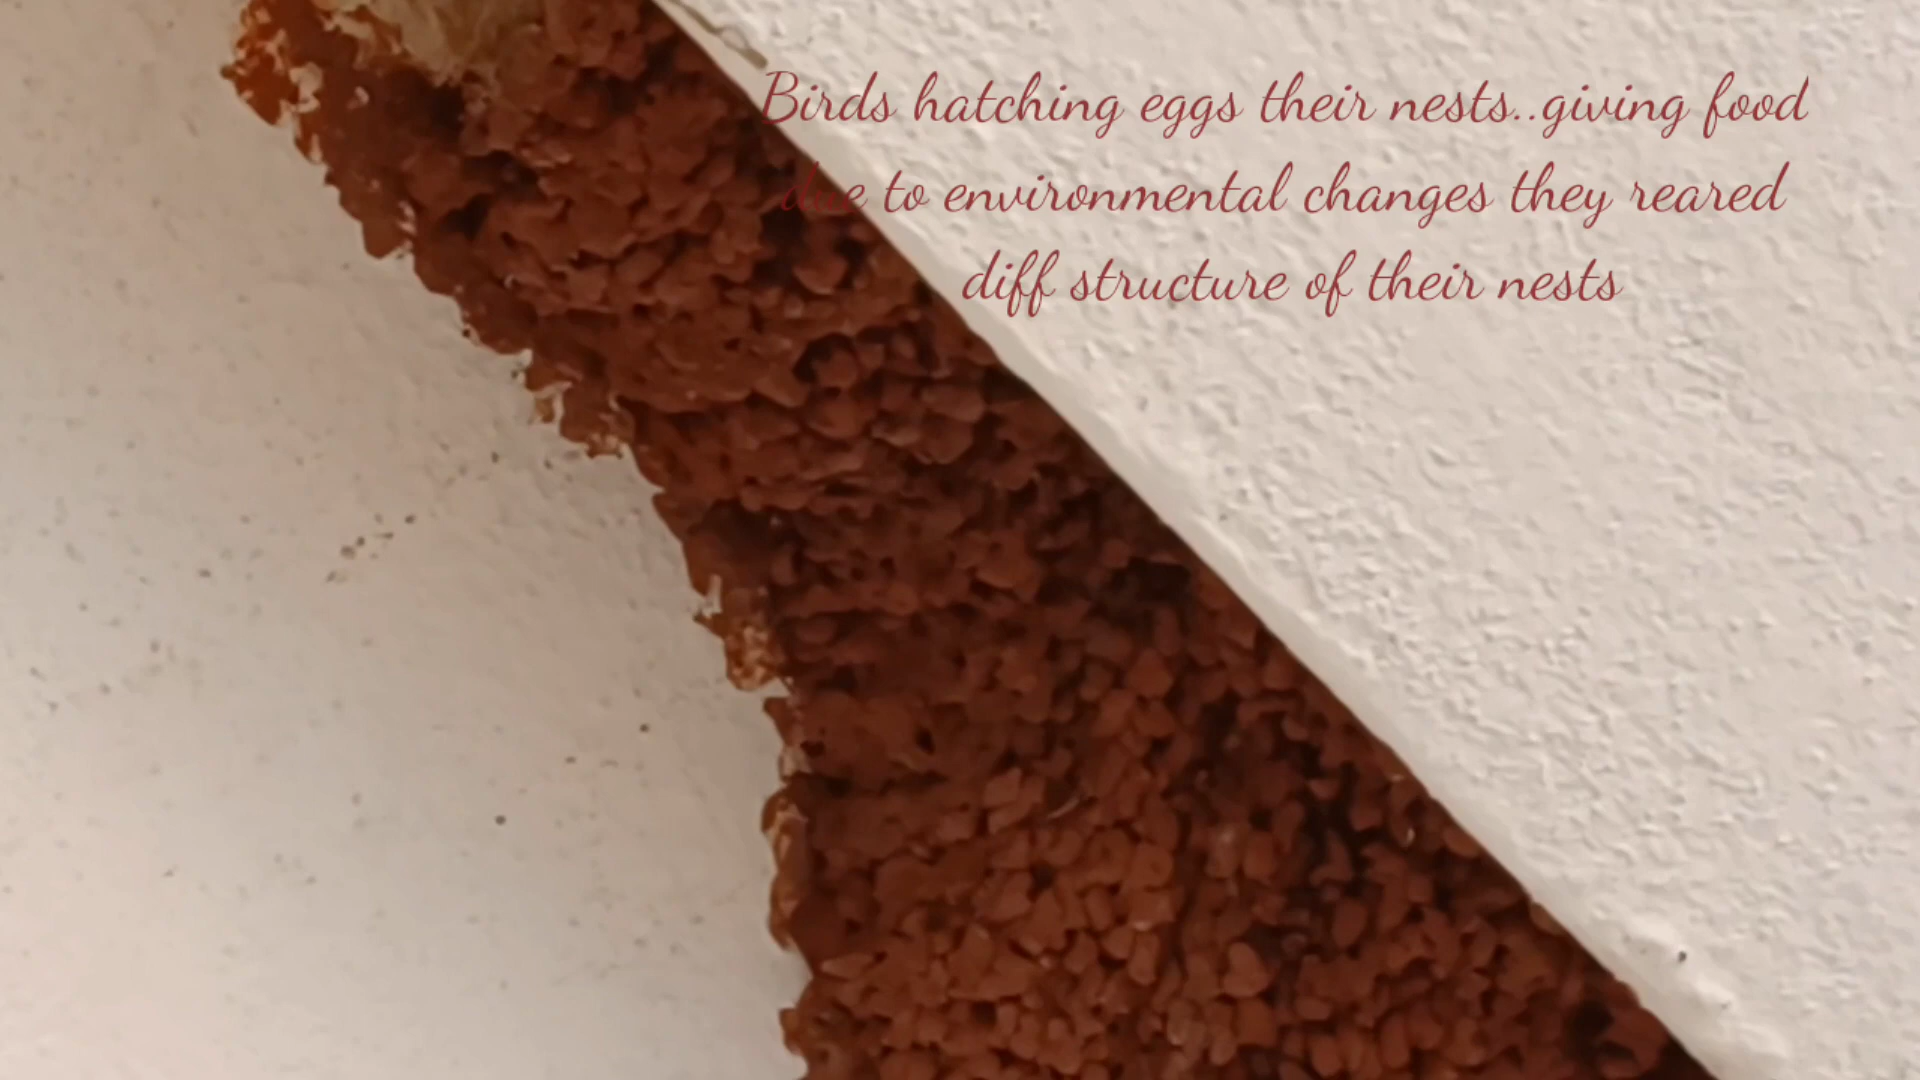 Birds hatching eggs their nests..giving food
due to environmental changes they reared
diff structure of their nests